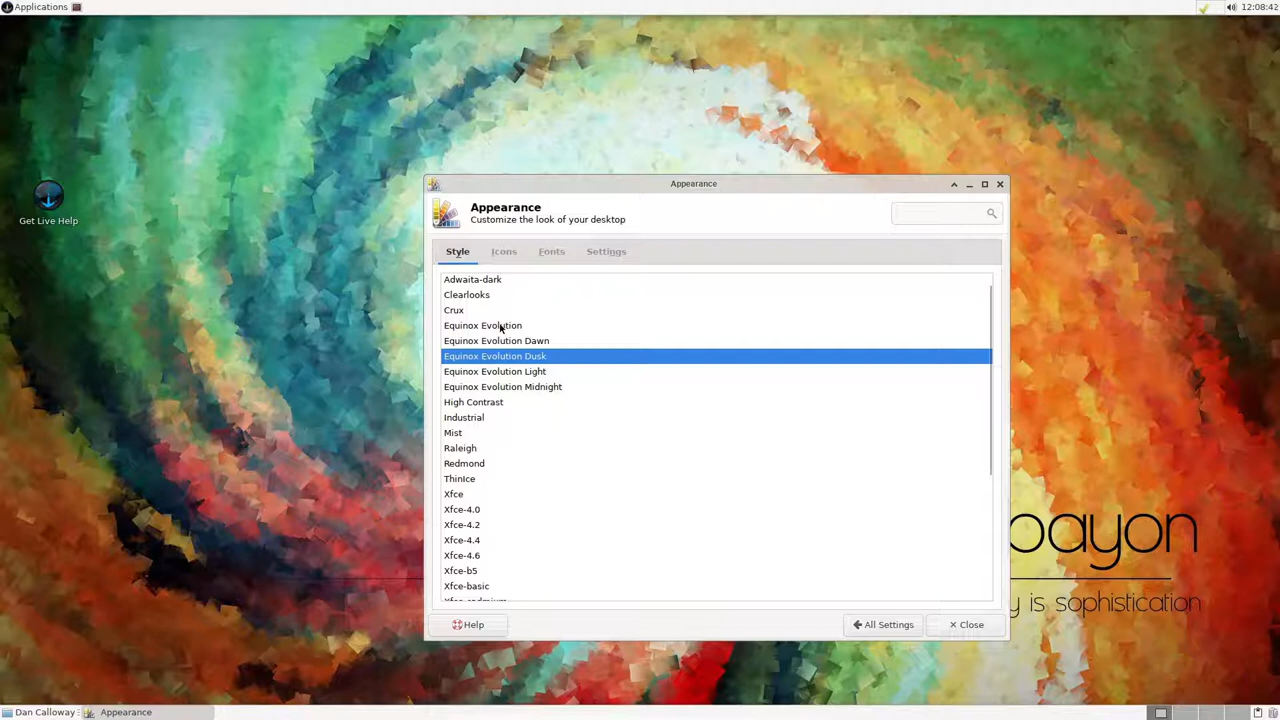 Applications
12:08:42
Get Live Help
Appearance
Appearance
Customize the look of your desktop
Style
Icons
Fonts
Settings
Adwaita-dark
Clearlooks
Crux
Equinox Evolution
Equinox Evolution Dawn
Equinox Evolution Dusk
Equinox Evolution Light
Equinox Evolution Midnight
High Contrast
Industrial
Mist
Raleigh
Redmond
ThinIce
Xfce
Xfce-4.0
Xfce-4.2
Xfce-4.4
Xfce-4.6
Xfce-b5
Xfce-basic
Help
All Settings
Close
bayon
y is sophistication
Dan Calloway
Appearance